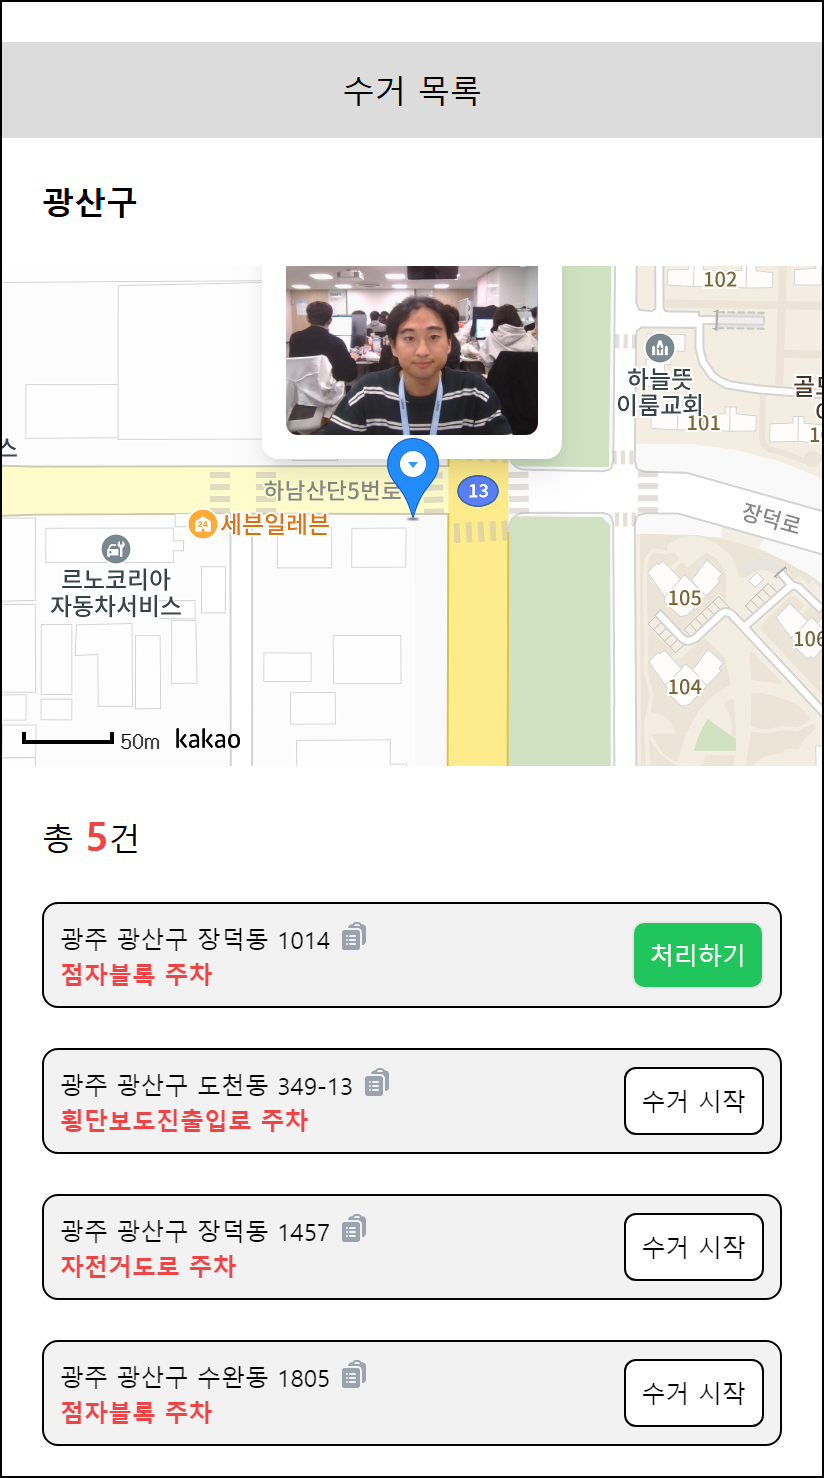 수거 목록
광산구
102
하늘뜻
이룸교회
101
하남산단5번로
13
장덕로
24
세븐일레븐
르노코리아
자동차서비스
105
106
104
50m
kakao
총 5건
광주 광산구 장덕동 1014
점자블록 주차
처리하기
광주 광산구 도천동 349-13
횡단보도진출입로 주차
수거 시작
광주 광산구 장덕동 1457
자전거도로 주차
수거 시작
광주 광산구 수완동 1805
점자블록 주차
수거 시작